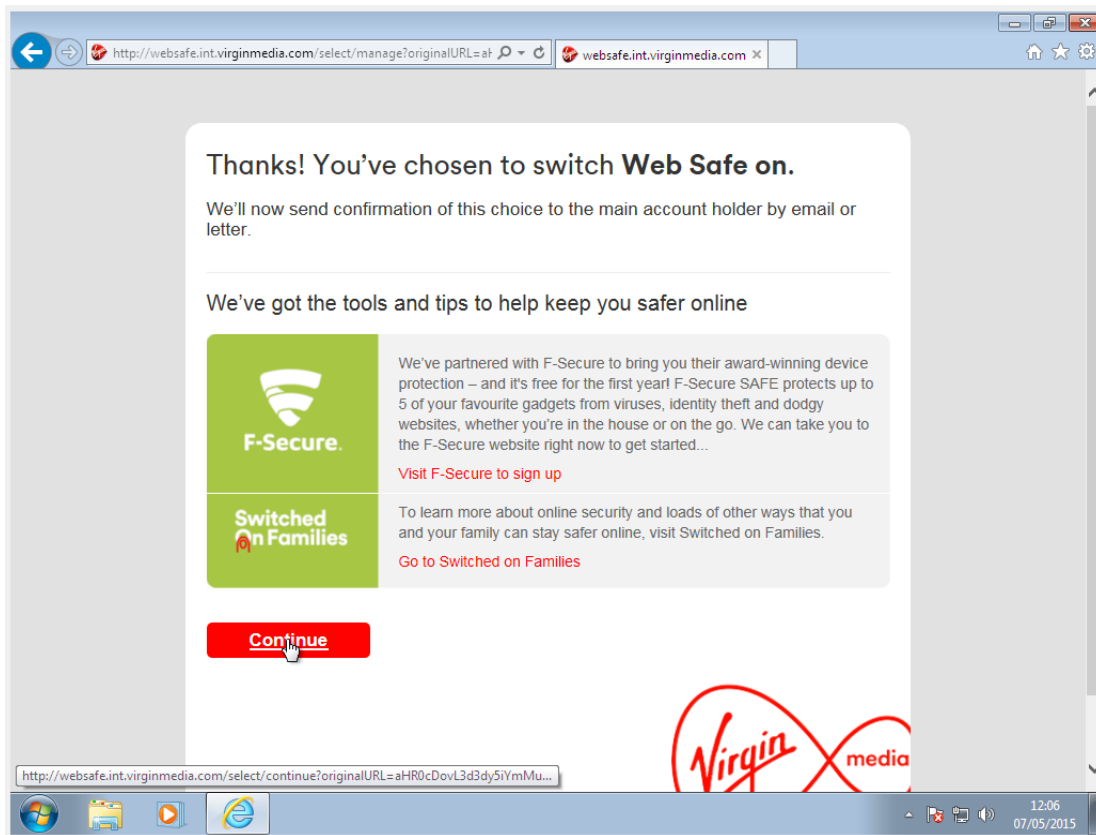 http://websafe.int.virginmedia.com/select/manage?originalURL=aH
websafe.int.virginmedia.com
Thanks! You've chosen to switch Web Safe on.
We'll now send confirmation of this choice to the main account holder by email or
letter.
We've got the tools and tips to help keep you safer online
F-Secure.
We've partnered with F-Secure to bring you their award-winning device
protection – and it's free for the first year! F-Secure SAFE protects up to
5 of your favourite gadgets from viruses, identity theft and dodgy
websites, whether you're in the house or on the go. We can take you to
the F-Secure website right now to get started...
Visit F-Secure to sign up
Switched
On Families
To learn more about online security and loads of other ways that you
and your family can stay safer online, visit Switched on Families.
Go to Switched on Families
Continue
Virgin media
http://websafe.int.virginmedia.com/select/continue?originalURL=aHR0cDovL3d3dy5iYmMu...
12:06
07/05/2015